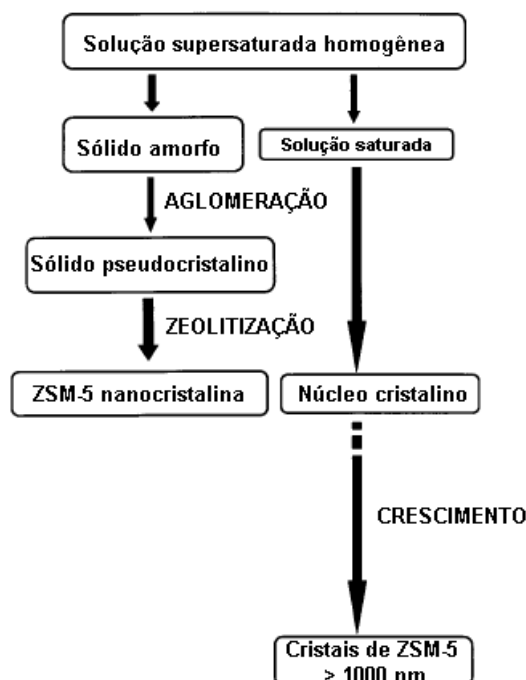 Solução supersaturada homogênea
Sólido amorfo
Solução saturada
AGLOMERAÇÃO
Sólido pseudocristalino
ZEOLITIZAÇÃO
ZSM-5 nanocristalina
Núcleo cristalino
CRESCIMENTO
Cristais de ZSM-5
> 1000 nm